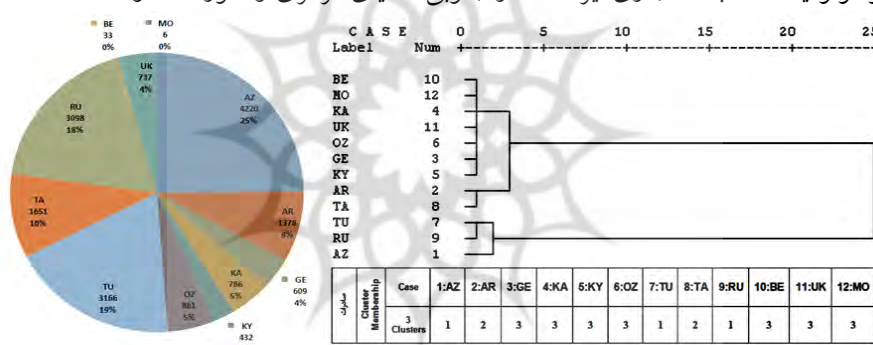 BE
33
0%
MO
6
0%
UK
737
4%
AZ
4220
25%
RU
3098
18%
TA
1651
10%
AR
1376
8%
TU
3166
19%
OZ
861
5%
KA
786
5%
GE
609
4%
KY
432
C A S E 0 5 10 15 20 25
Label Num +---------+---------+---------+---------+---------+
BE 10
MO 12
KA 4
UK 11
OZ 6
GE 3
KY 5
AR 2
TA 8
TU 7
RU 9
AZ 1
Cluster Membership Case 1:AZ 2:AR 3:GE 4:KA 5:KY 6:OZ 7:TU 8:TA 9:RU 10:BE 11:UK 12:MO
3 Clusters 1 2 3 3 3 3 1 2 1 3 3 3